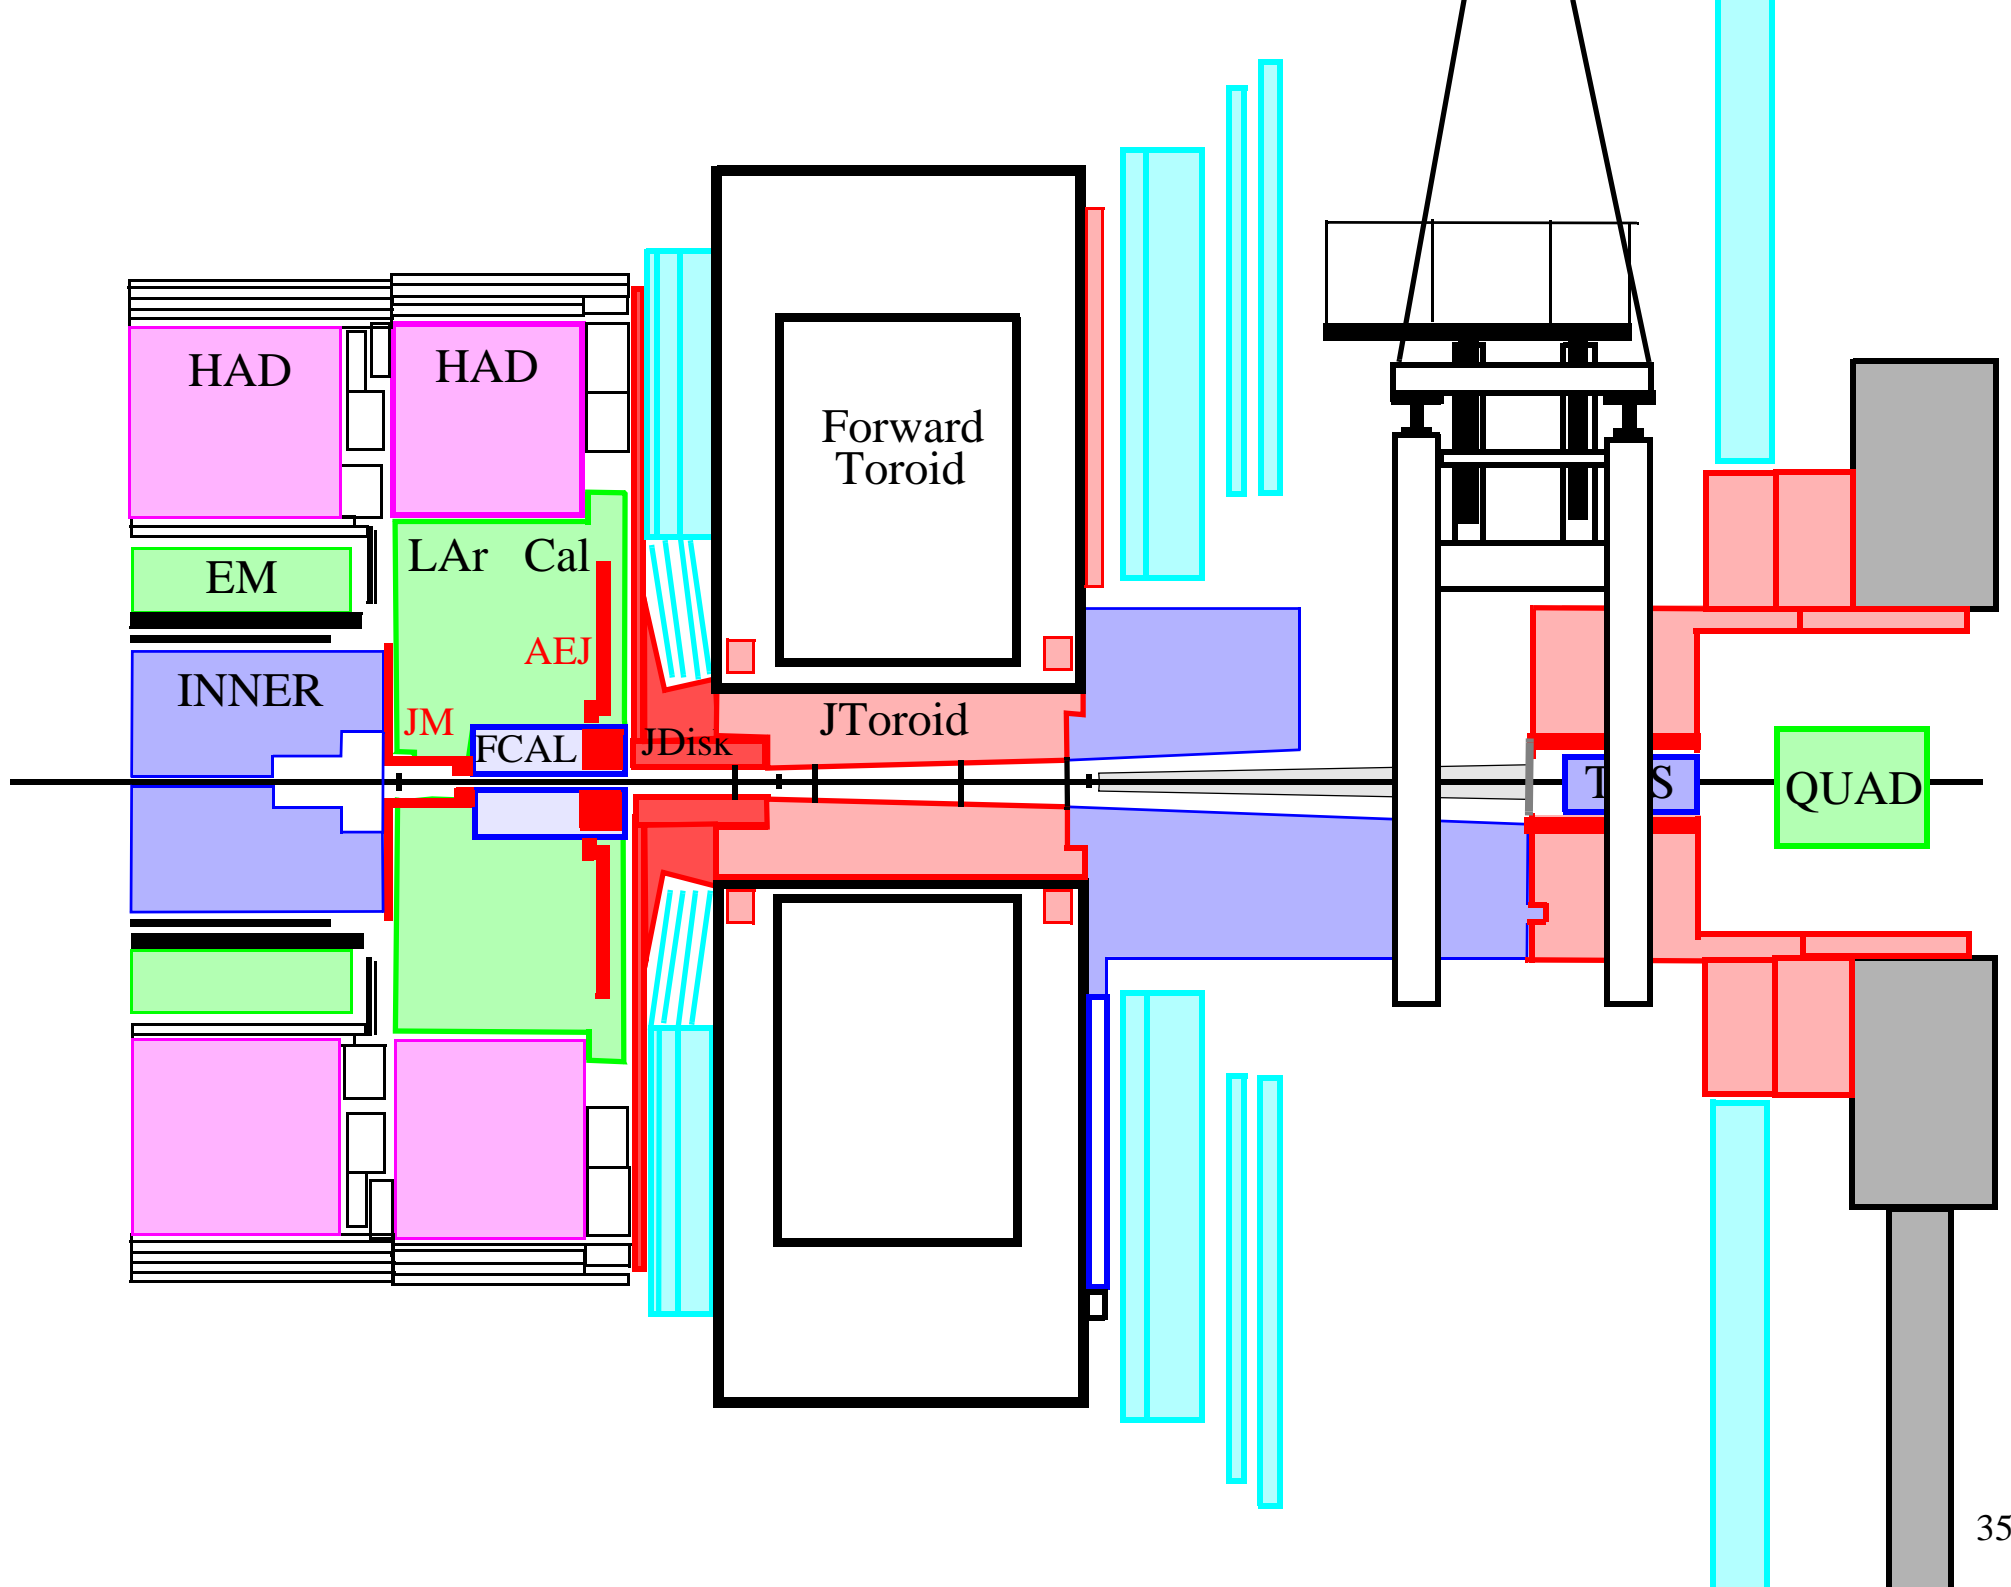 HAD
HAD
Forward
Toroid
LAr Cal
EM
AEJ
INNER
JM
JToroid
FCAL
JDisk
QUAD
35